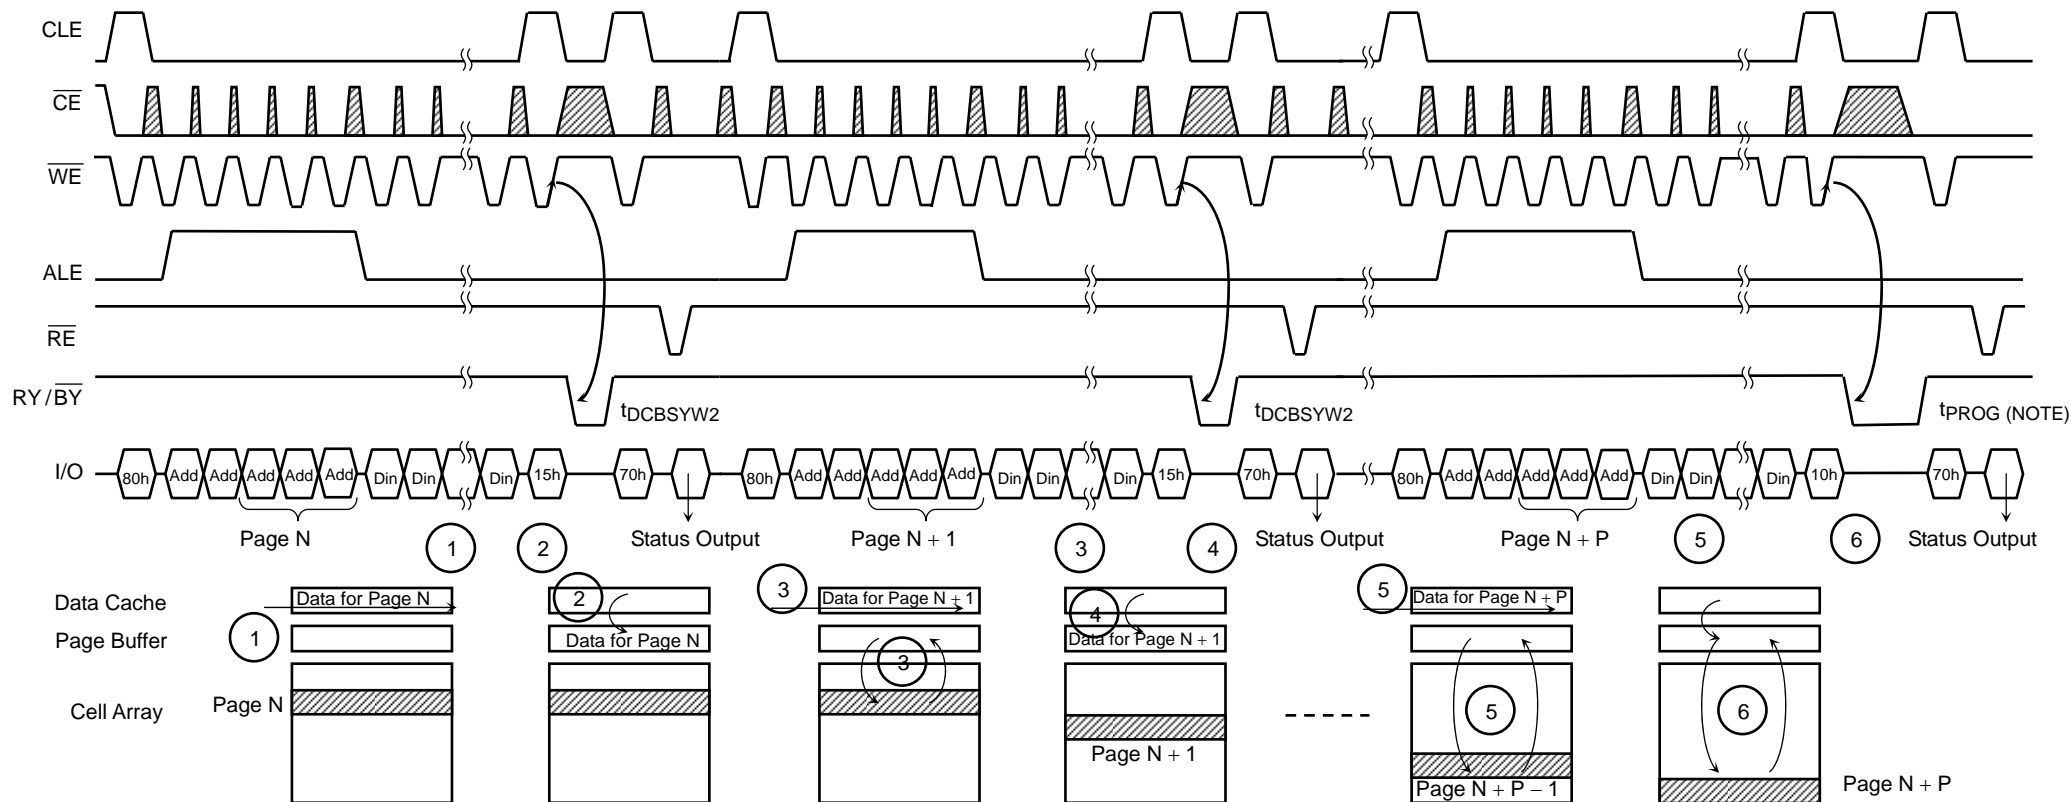 CLE
CE
WE
ALE
RE
RY / BY
tDCBSYW2 tDCBSYW2 tPROG (NOTE)
I/O 80h Add Add Add Add Add Din Din Din 15h 70h 80h Add Add Add Add Add Din Din Din 15h 70h 80h Add Add Add Add Add Din Din Din 10h 70h
Page N 1 2 Status Output Page N + 1 3 4 Status Output Page N + P 5 6 Status Output
Data Cache Data for Page N 2 3 Data for Page N + 1 4 5 Data for Page N + P
Page Buffer 1 Data for Page N 3 Data for Page N + 1
Cell Array Page N 5 6
Page N + 1
Page N + P − 1 Page N + P